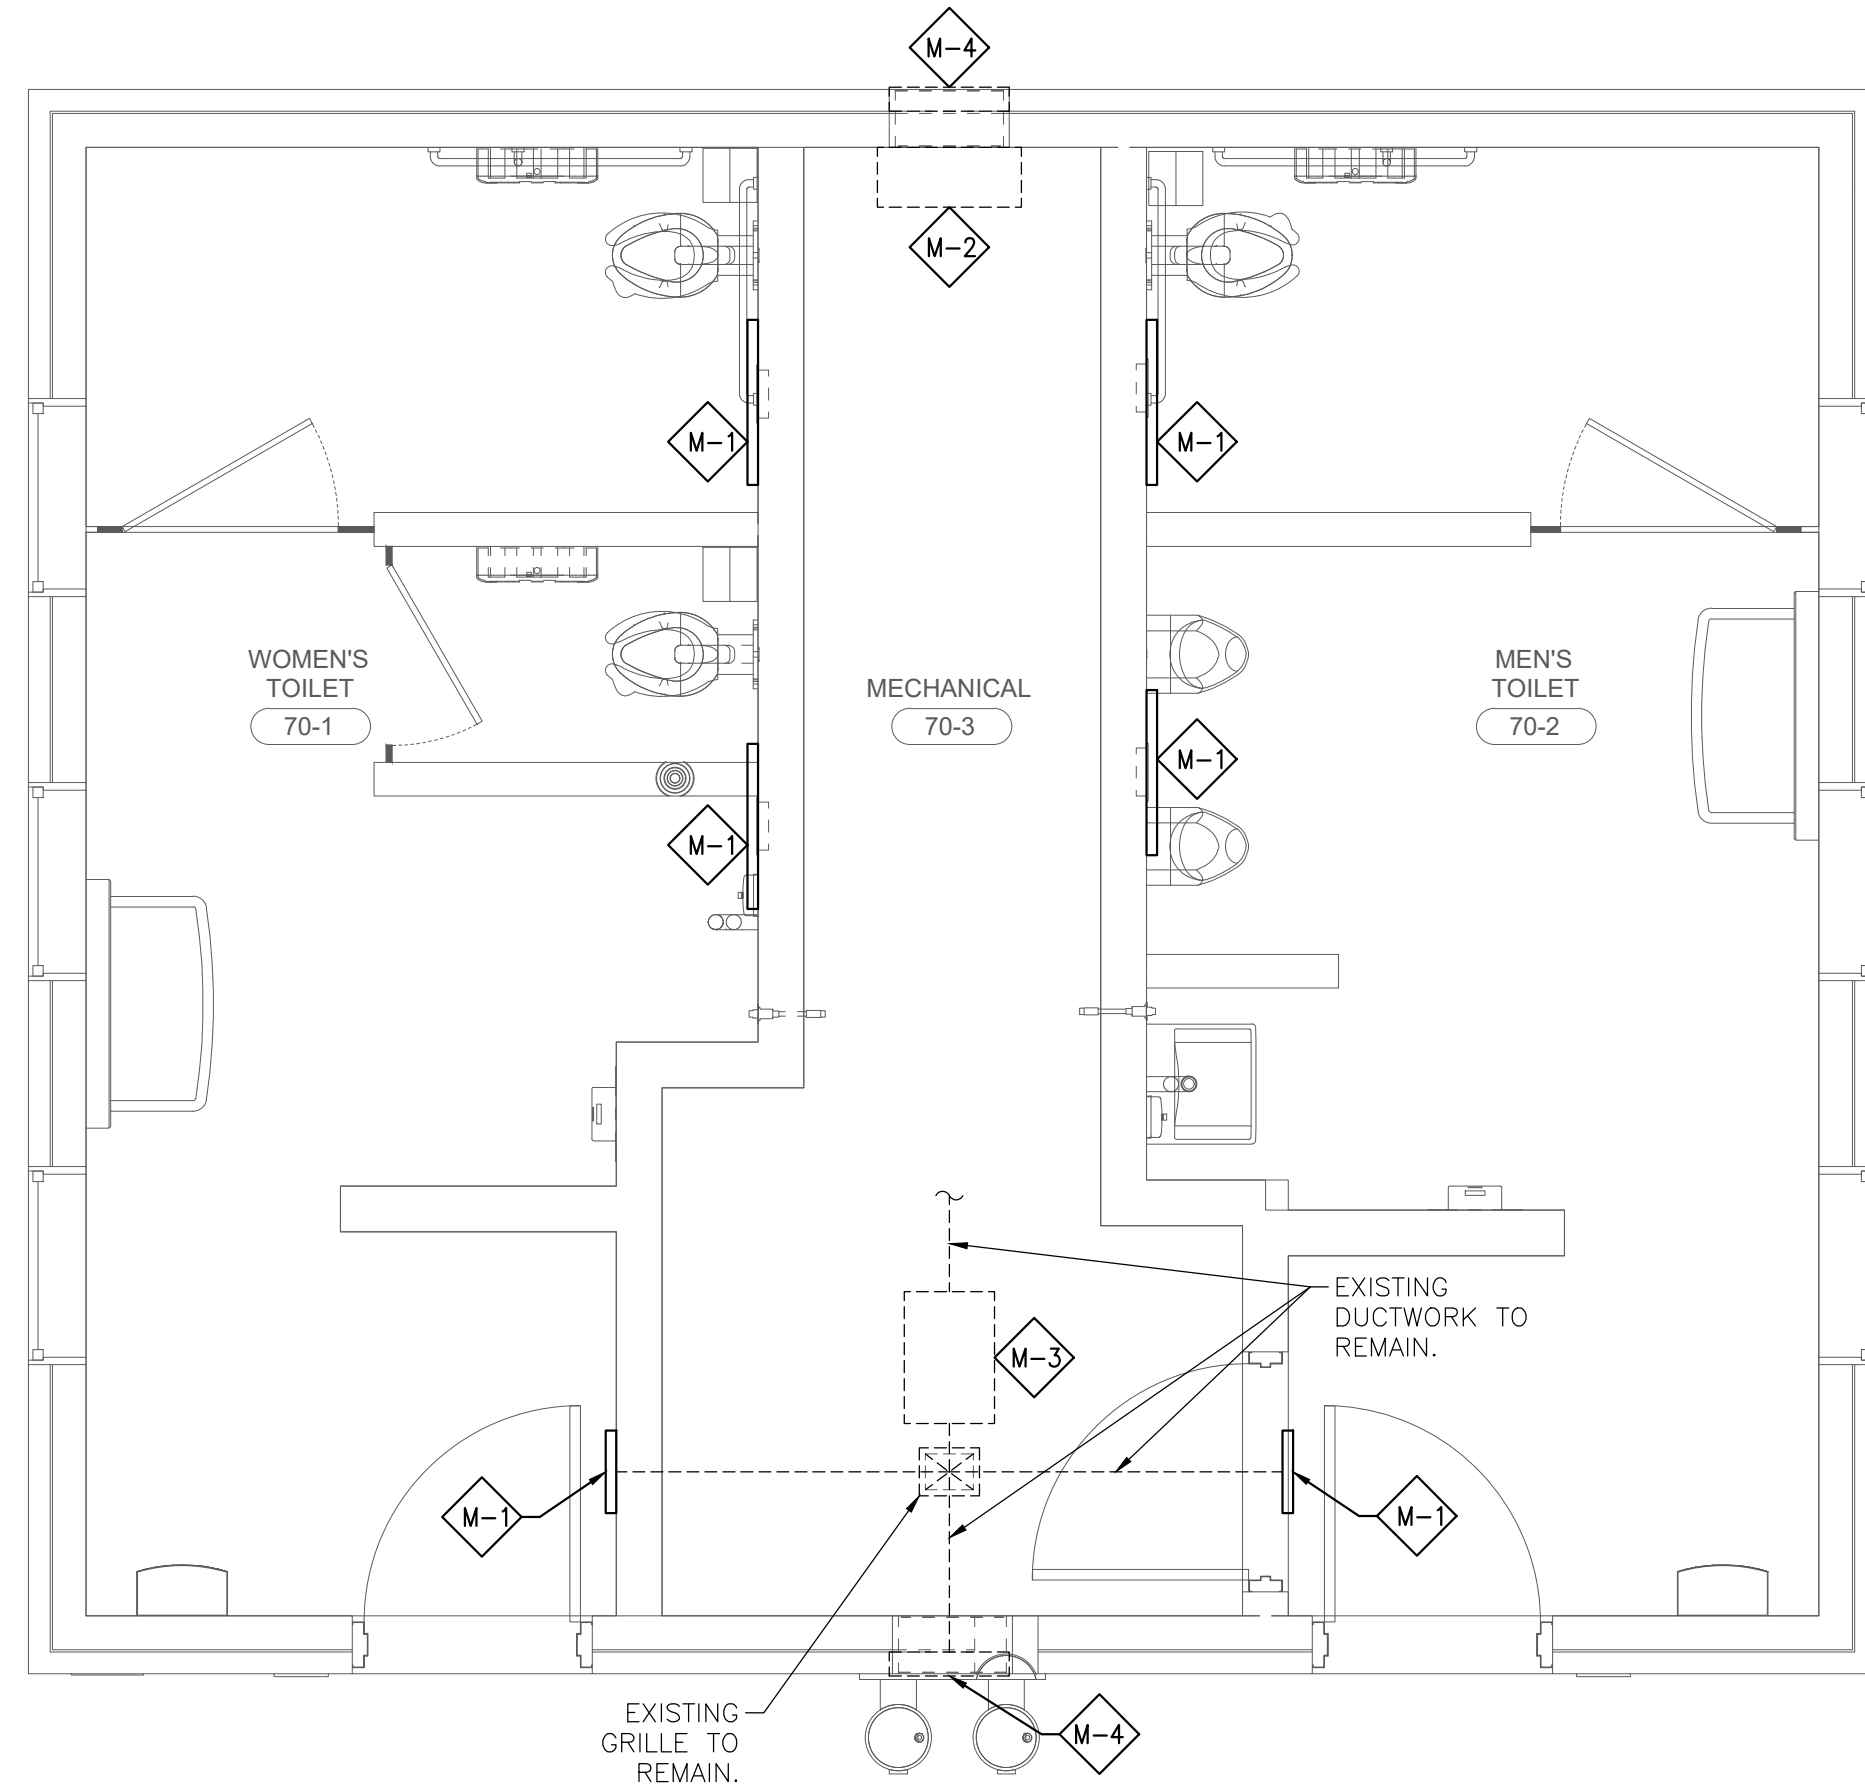 M-4
M-2
M-1
M-1
WOMEN'S
TOILET
70-1
MECHANICAL
70-3
MEN'S
TOILET
70-2
M-1
M-1
EXISTING
DUCTWORK TO
REMAIN.
M-3
M-1
M-1
EXISTING
GRILLE TO
REMAIN.
M-4